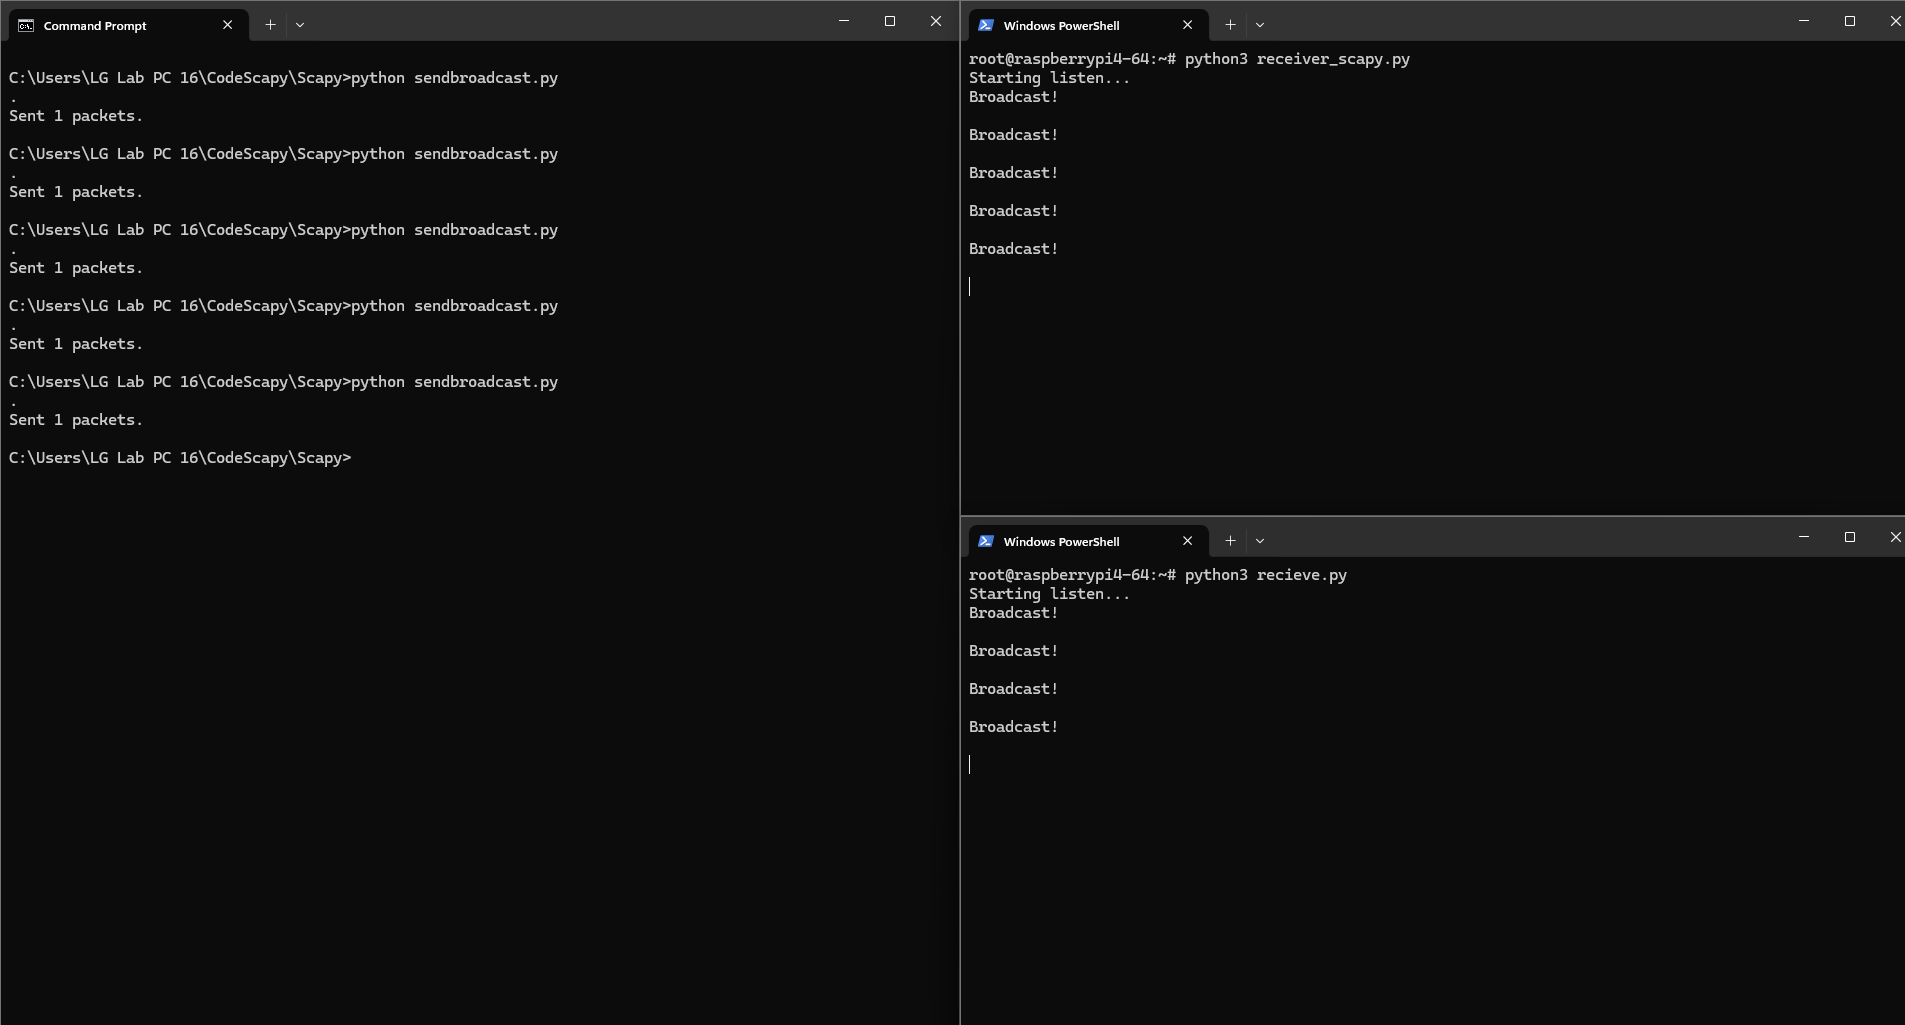 Command Prompt
C:\Users\LG Lab PC 16\CodeScapy\Scapy>python sendbroadcast.py
.
Sent 1 packets.
C:\Users\LG Lab PC 16\CodeScapy\Scapy>python sendbroadcast.py
.
Sent 1 packets.
C:\Users\LG Lab PC 16\CodeScapy\Scapy>python sendbroadcast.py
.
Sent 1 packets.
C:\Users\LG Lab PC 16\CodeScapy\Scapy>python sendbroadcast.py
.
Sent 1 packets.
C:\Users\LG Lab PC 16\CodeScapy\Scapy>python sendbroadcast.py
.
Sent 1 packets.
C:\Users\LG Lab PC 16\CodeScapy\Scapy>
Windows PowerShell
root@raspberrypi4-64:~# python3 receiver_scapy.py
Starting listen...
Broadcast!
Broadcast!
Broadcast!
Broadcast!
Broadcast!
Windows PowerShell
root@raspberrypi4-64:~# python3 recieve.py
Starting listen...
Broadcast!
Broadcast!
Broadcast!
Broadcast!